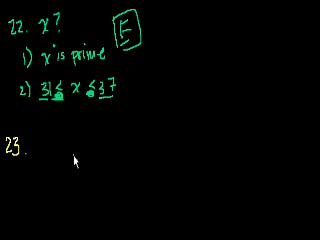 22. x?
E
1) x is prime
2) 31 ≤ x ≤ 37
23.